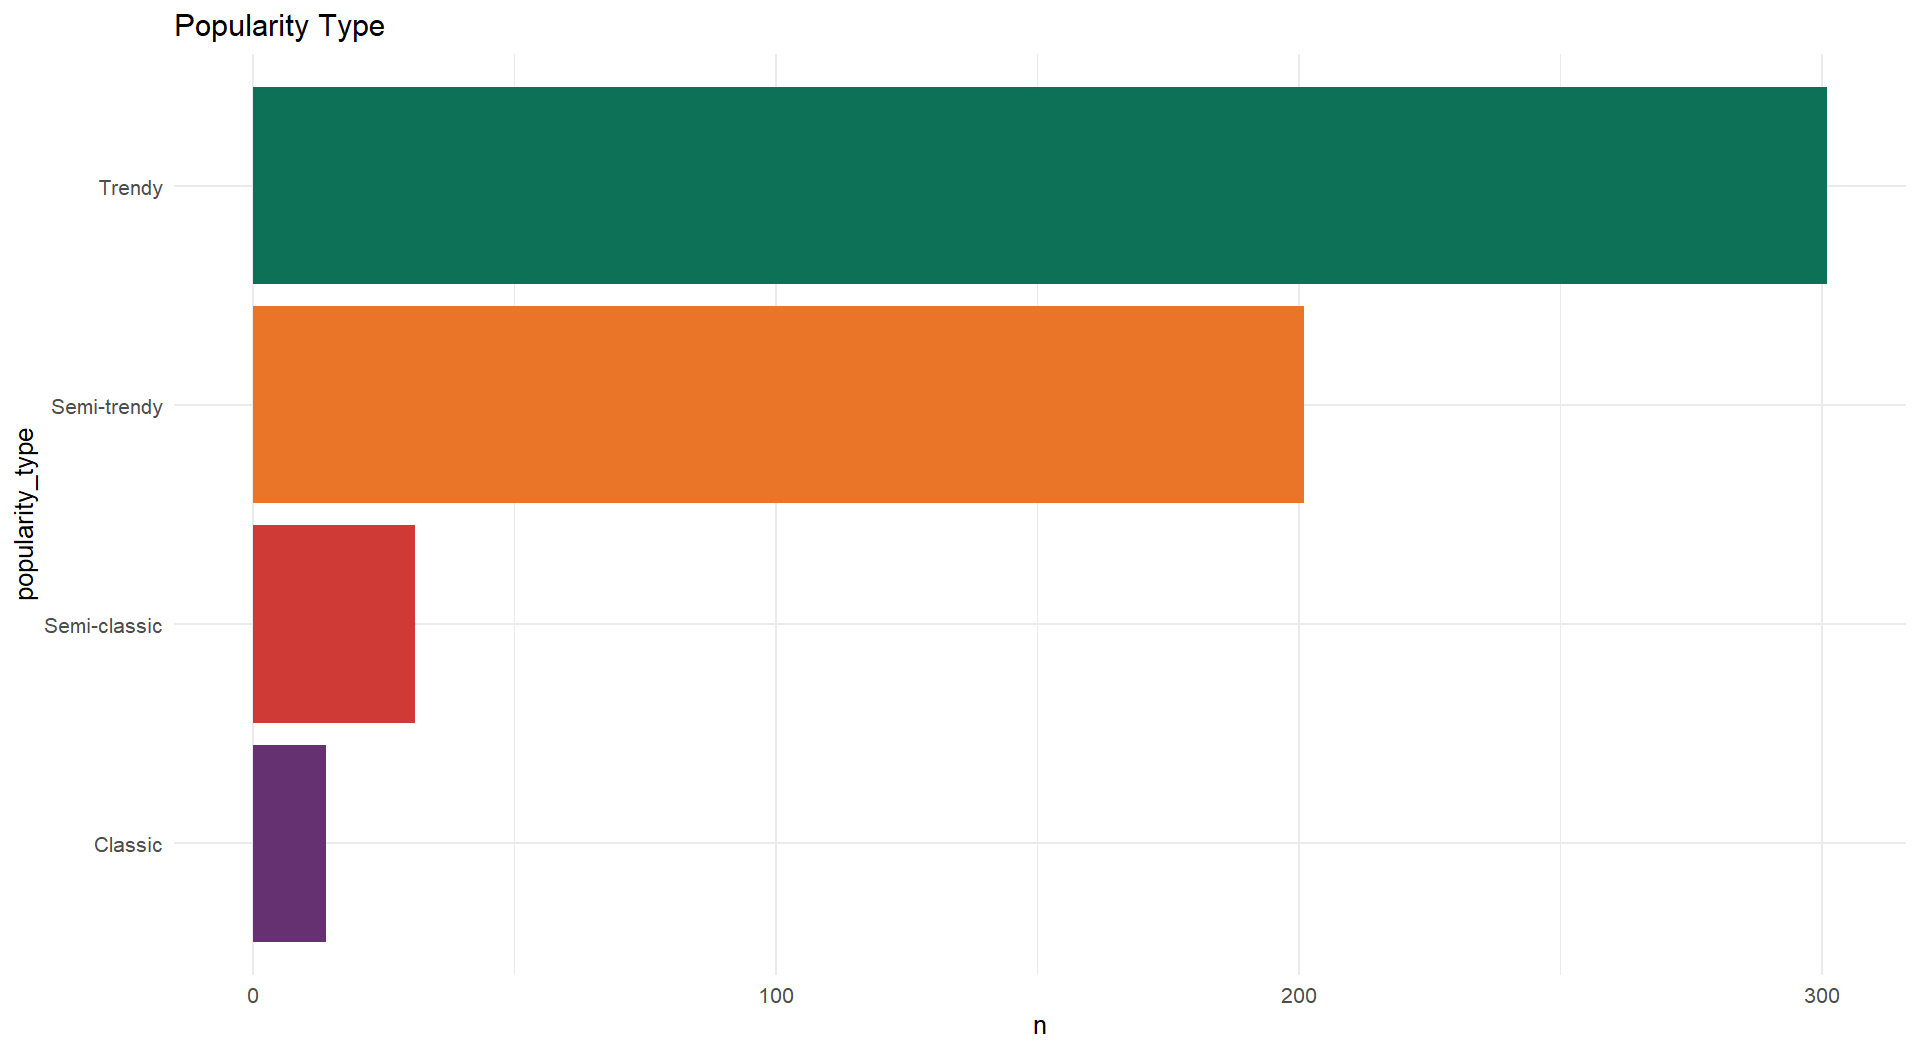 Popularity Type
popularity_type
Trendy
Semi-trendy
Semi-classic
Classic
0 100 200 300
n